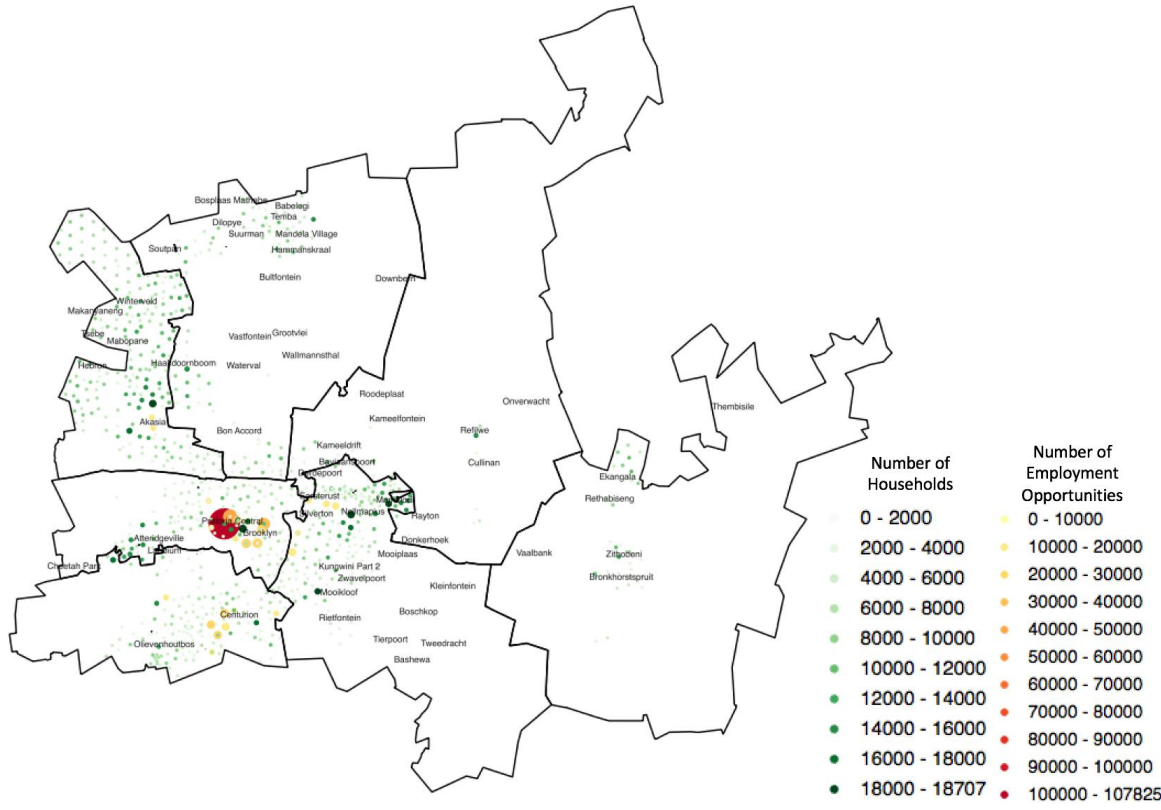 Bosplaas Mathibe
Babelegi
Temba
Dilopye
Suurman
Mandela Village
Soutpan
Hammanskraal
Bultfontein
Downbern
Winterveld
Makanyaneng
Tsebe
Mabopane
Vastfontein
Grootvlei
Wallmannsthal
Hebron
Haakdoornboom
Waterval
Roodeplaat
Onverwacht
Thembisile
Akasia
Bon Accord
Kameelfontein
Refilwe
Kameeldrift
Baviaanspoort
Cullinan
Derdepoort
Ekangala
Rethabiseng
Eersterust
Silverton
Nellmapius
Rayton
Pretoria Central
Brooklyn
Donkerhoek
Atteridgeville
Laudium
Mooiplaas
Vaalbank
Zithobeni
Cheetah Park
Kungwini Part 2
Zwavelpoort
Bronkhorstspruit
Mooikloof
Kleinfontein
Centurion
Rietfontein
Boschkop
Olievenhoutbos
Tierpoort
Tweedracht
Bashewa
Number of
Households
0 - 2000
2000 - 4000
4000 - 6000
6000 - 8000
8000 - 10000
10000 - 12000
12000 - 14000
14000 - 16000
16000 - 18000
18000 - 18707
Number of
Employment
Opportunities
0 - 10000
10000 - 20000
20000 - 30000
30000 - 40000
40000 - 50000
50000 - 60000
60000 - 70000
70000 - 80000
80000 - 90000
90000 - 100000
100000 - 107825